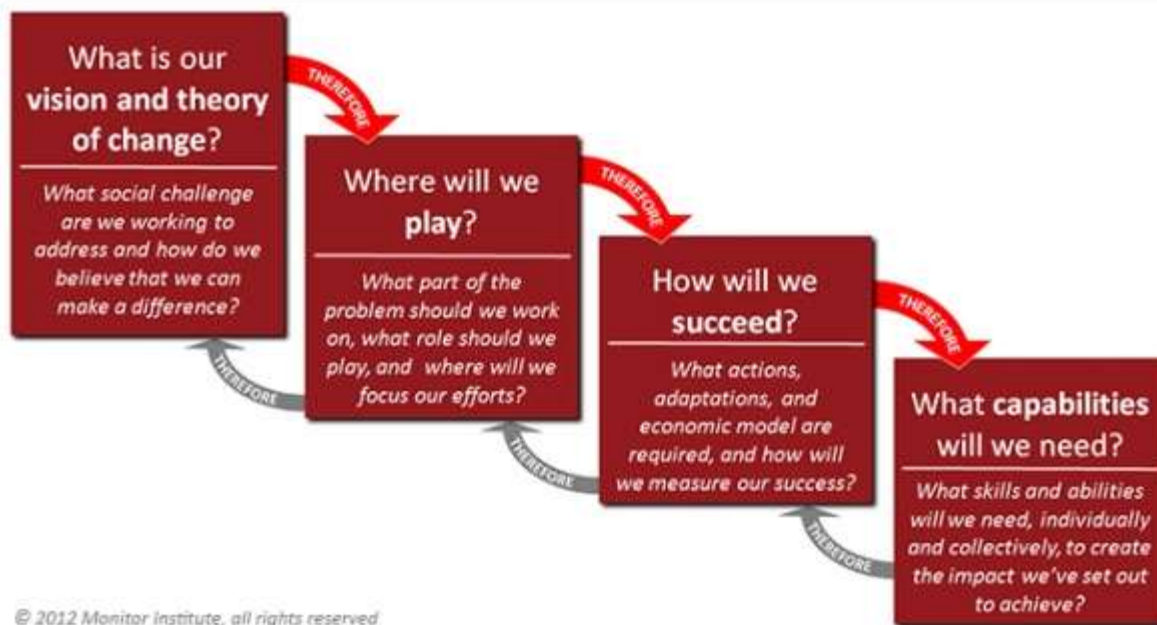 What is our
vision and theory
of change?
What social challenge
are we working to
address and how do we
believe that we can
make a difference?
THEREFORE
THEREFORE
Where will we
play?
What part of the
problem should we work
on, what role should we
play, and where will we
focus our efforts?
THEREFORE
THEREFORE
How will we
succeed?
What actions,
adaptations, and
economic model are
required, and how will
we measure our success?
THEREFORE
THEREFORE
What capabilities
will we need?
What skills and abilities
will we need, individually
and collectively, to create
the impact we've set out
to achieve?
© 2012 Monitor Institute, all rights reserved